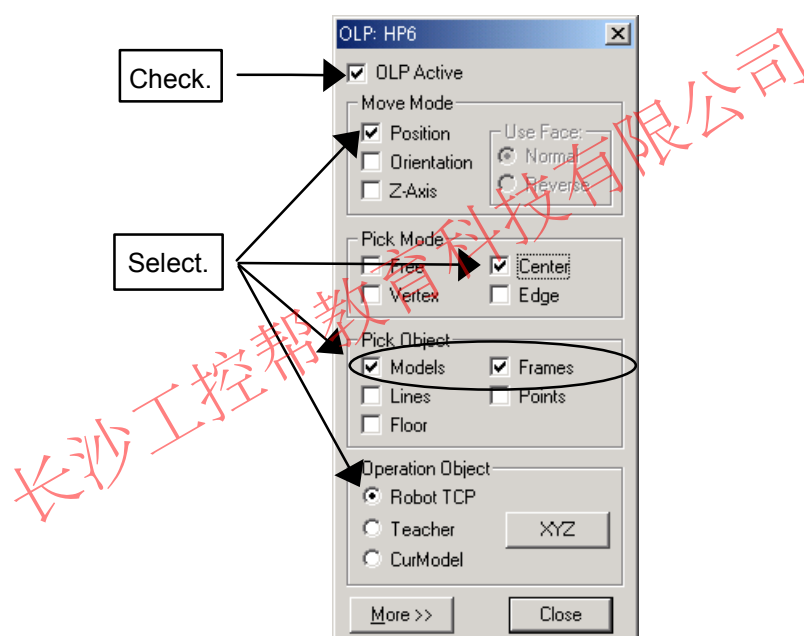 OLP: HP6
Check.
OLP Active
Move Mode
Position
Orientation
Z-Axis
Use Face:
Normal
Reverse
Select.
Pick Mode
Free
Center
Vertex
Edge
Pick Object
Models
Frames
Lines
Points
Floor
Operation Object
Robot TCP
Teacher
CurModel
XYZ
More >>
Close
长沙工控帮教育科技有限公司